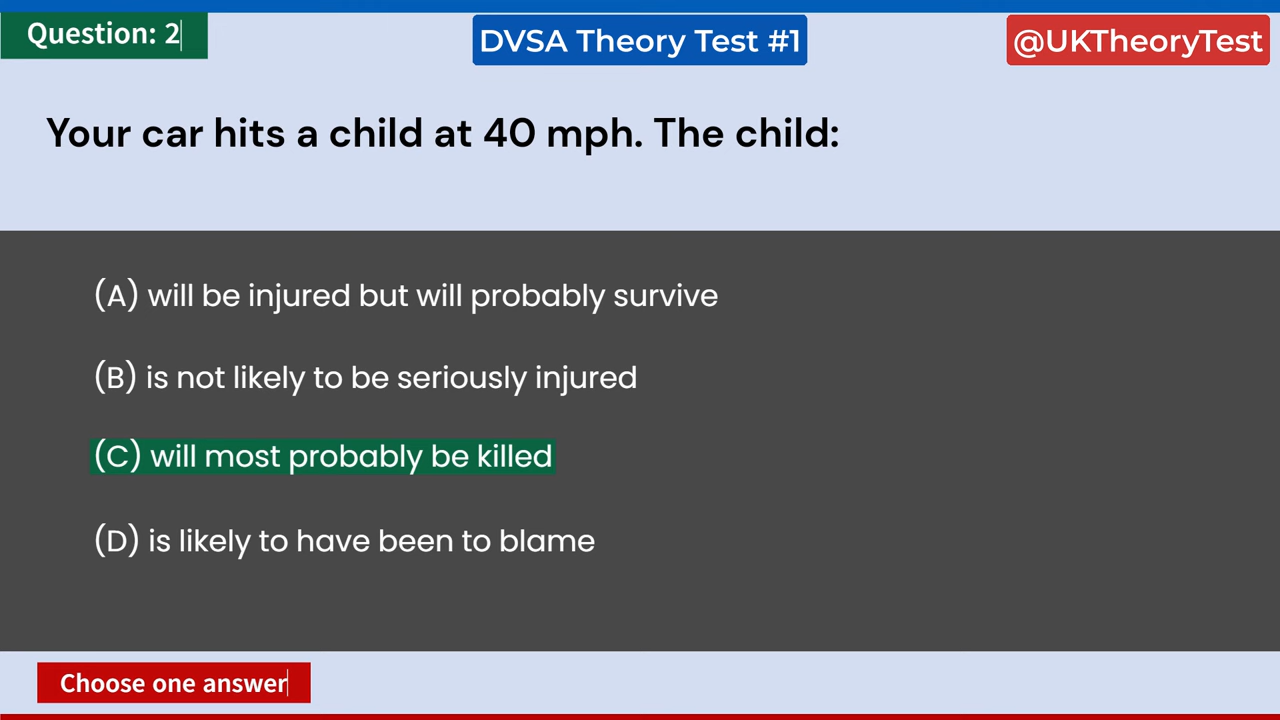 Question: 2
DVSA Theory Test #1
@UKTheoryTest
Your car hits a child at 40 mph. The child:
(A) will be injured but will probably survive
(B) is not likely to be seriously injured
(C) will most probably be killed
(D) is likely to have been to blame
Choose one answer